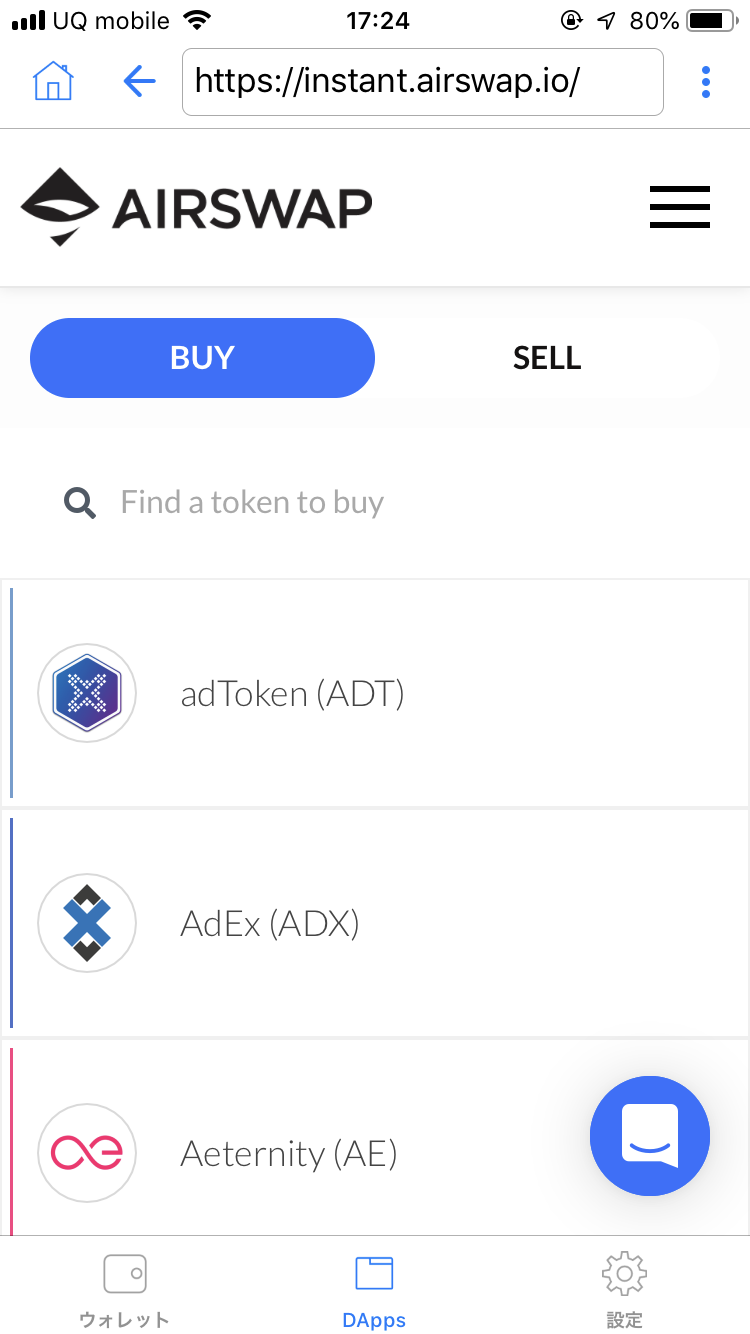 UQ mobile 17:24 80%
https://instant.airswap.io/
AIRSWAP
BUY SELL
Find a token to buy
adToken (ADT)
AdEx (ADX)
Aeternity (AE)
ウォレット DApps 設定